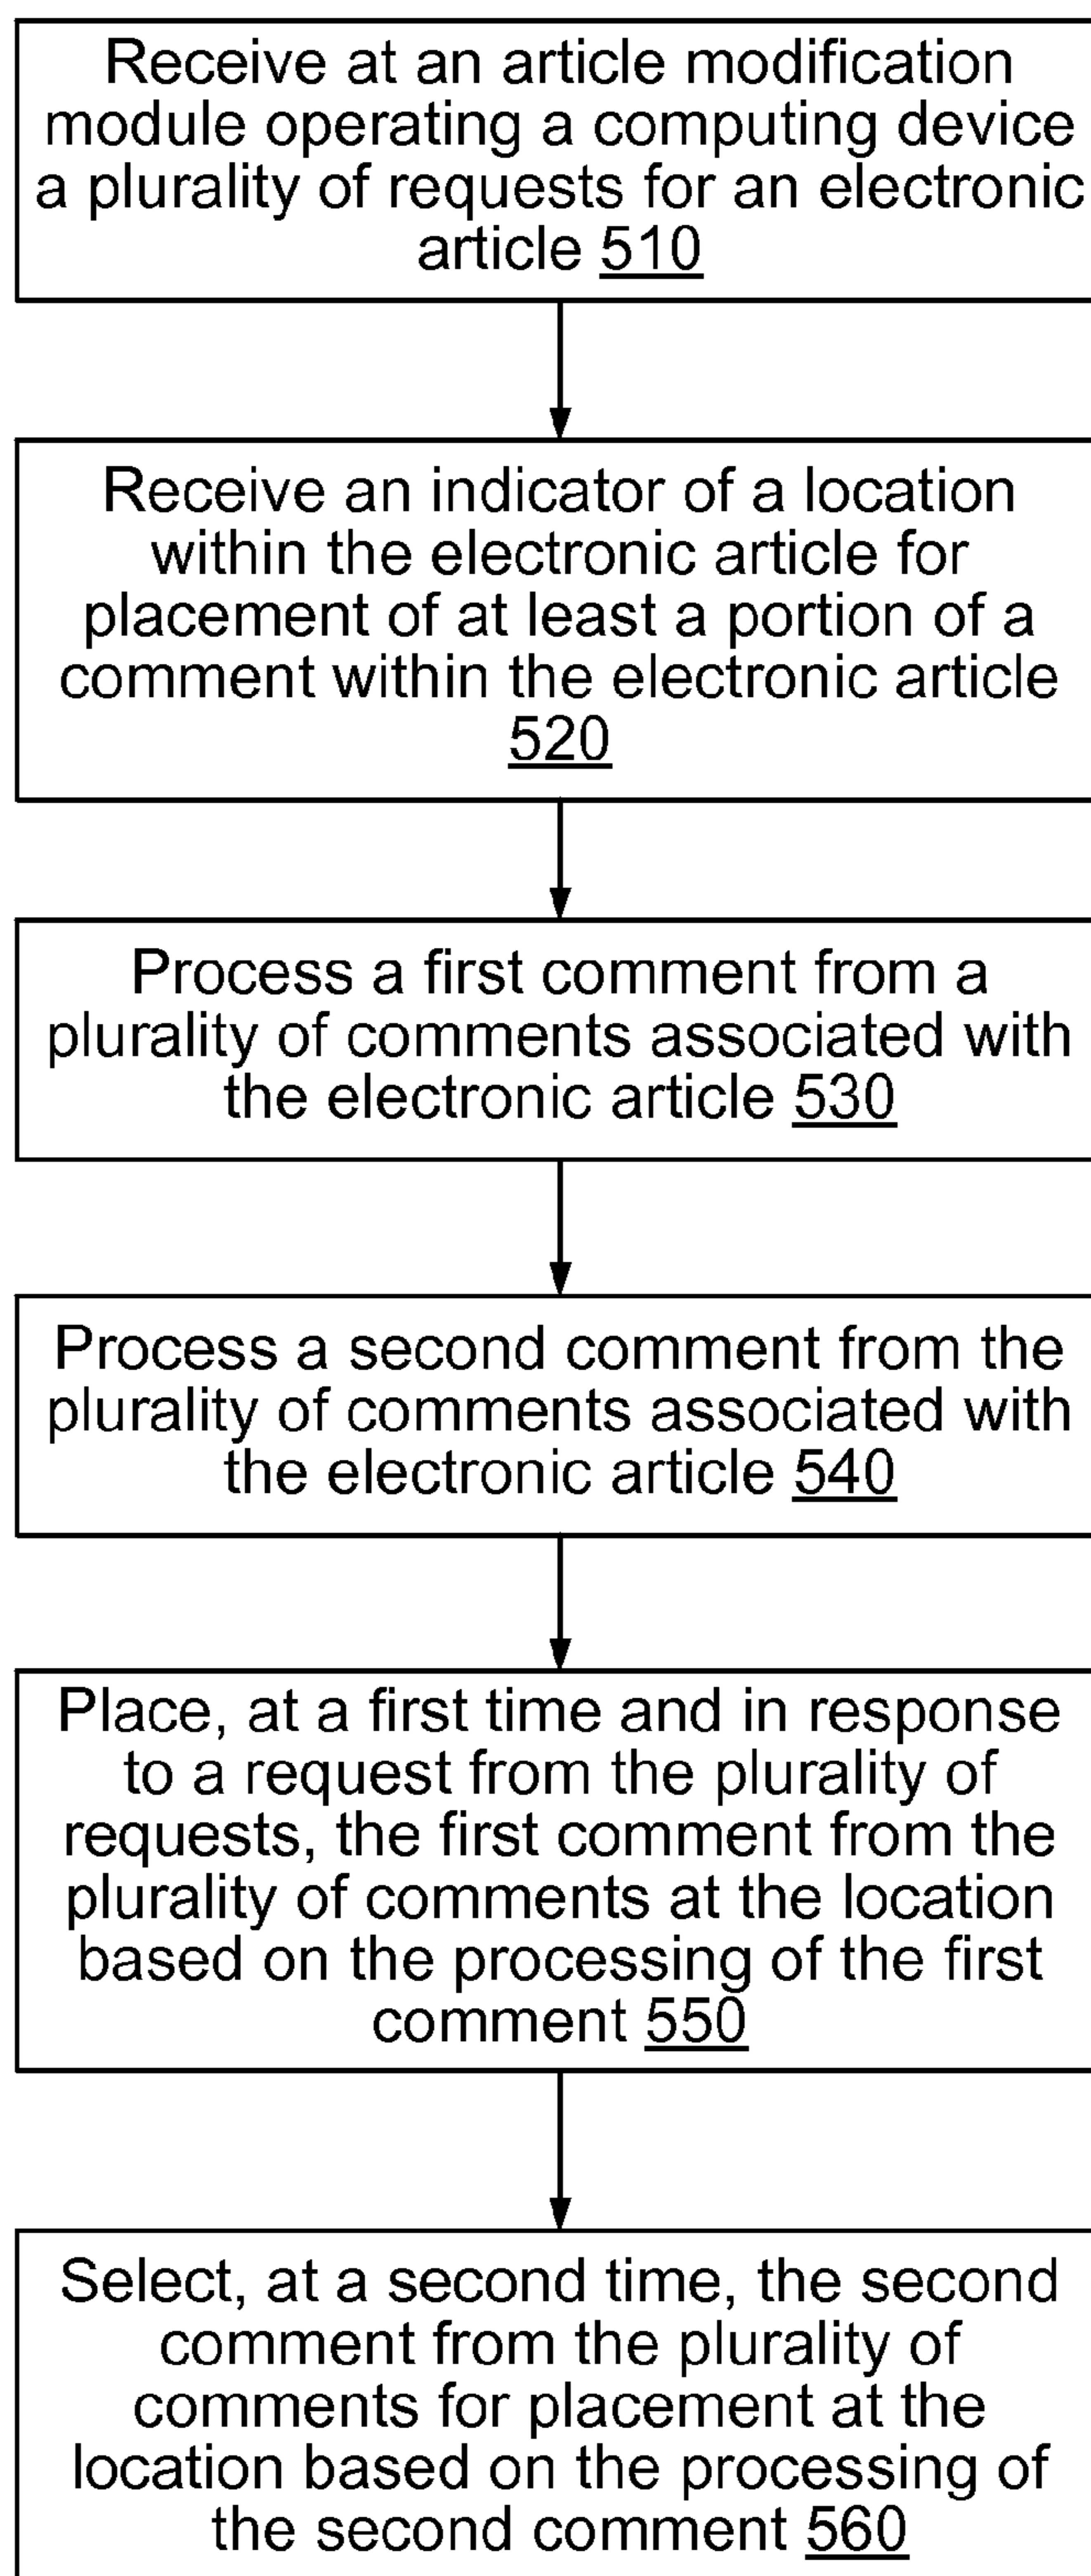 Receive at an article modification
module operating a computing device
a plurality of requests for an electronic
article 510
Receive an indicator of a location
within the electronic article for
placement of at least a portion of a
comment within the electronic article
520
Process a first comment from a
plurality of comments associated with
the electronic article 530
Process a second comment from the
plurality of comments associated with
the electronic article 540
Place, at a first time and in response
to a request from the plurality of
requests, the first comment from the
plurality of comments at the location
based on the processing of the first
comment 550
Select, at a second time, the second
comment from the plurality of
comments for placement at the
location based on the processing of
the second comment 560